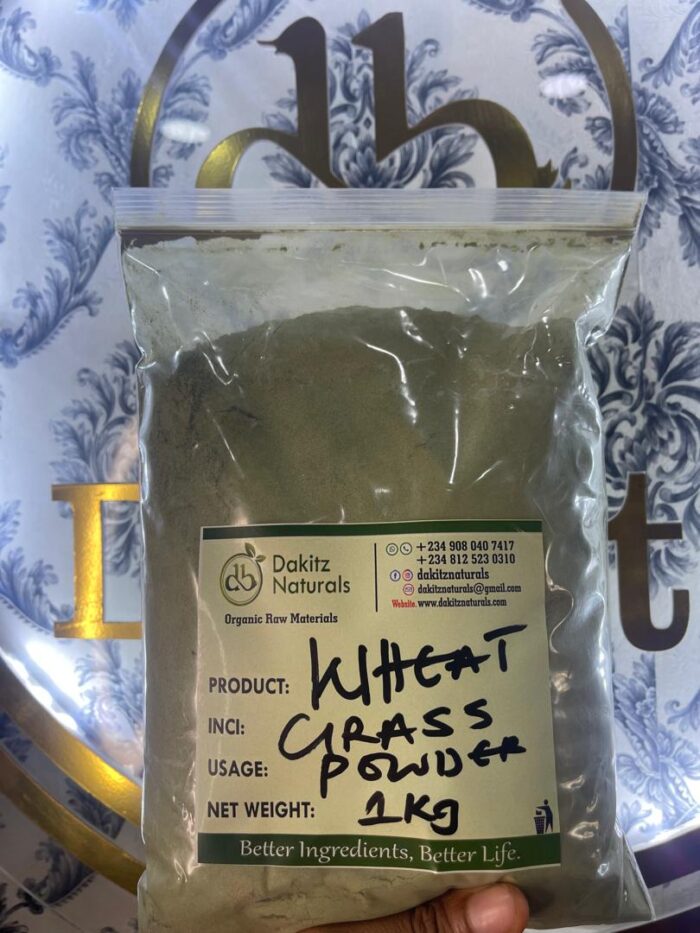 db
Dakitz
Naturals
Organic Raw Materials
+234 908 040 7417
+234 812 523 0310
dakitznaturals
dakitznaturals@gmail.com
Website. www.dakitznaturals.com
PRODUCT: WHEAT
INCI: GRASS
USAGE: POWDER
NET WEIGHT: 1Kg
Better Ingredients, Better Life.